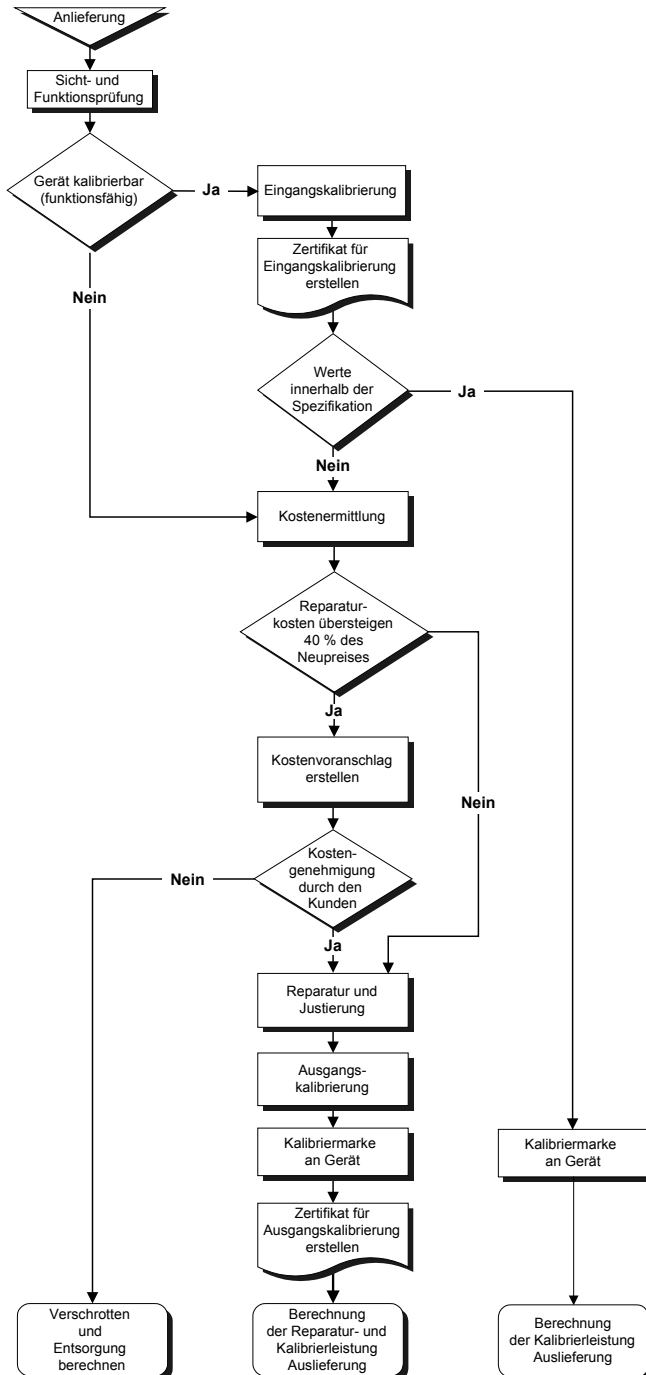 Anlieferung
Sicht- und
Funktionsprüfung
Gerät kalibrierbar
(funktionsfähig)
Ja
Eingangskalibrierung
Zertifikat für
Eingangskalibrierung
erstellen
Nein
Werte
innerhalb der
Spezifikation
Ja
Nein
Kostenermittlung
Reparatur-
kosten übersteigen
40 % des
Neupreises
Ja
Kostenvoranschlag
erstellen
Nein
Kosten-
genehmigung
durch den
Kunden
Nein
Ja
Reparatur und
Justierung
Ausgangs-
kalibrierung
Kalibriermarke
an Gerät
Kalibriermarke
an Gerät
Zertifikat für
Ausgangskalibrierung
erstellen
Verschrotten
und
Entsorgung
berechnen
Berechnung
der Reparatur- und
Kalibrierleistung
Auslieferung
Berechnung
der Kalibrierleistung
Auslieferung